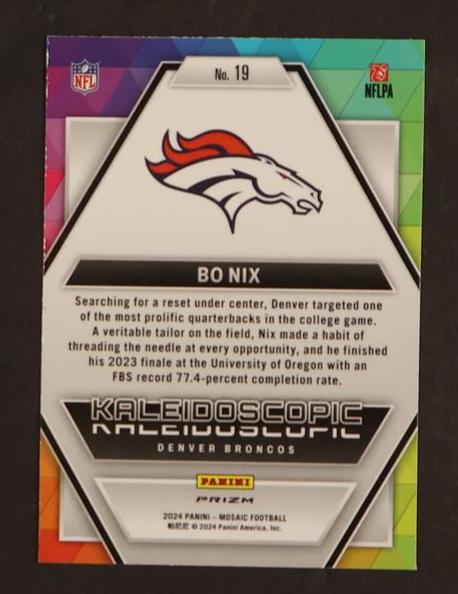 NFL
No. 19
NFLPA
BO NIX
Searching for a reset under center, Denver targeted one
of the most prolific quarterbacks in the college game.
A veritable tailor on the field, Nix made a habit of
threading the needle at every opportunity, and he finished
his 2023 finale at the University of Oregon with an
FBS record 77.4-percent completion rate.
KALEIDOSCOPIC
KALEIDOSCOPIC
DENVER BRONCOS
PANINI
PRIZM
2024 PANINI – MOSAIC FOOTBALL
帕尼尼 © 2024 Panini America, Inc.